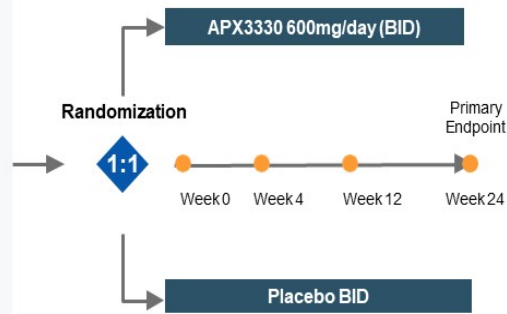 APX3330 600mg/day (BID)
Randomization
Primary
Endpoint
1:1
Week 0 Week 4 Week 12 Week 24
Placebo BID